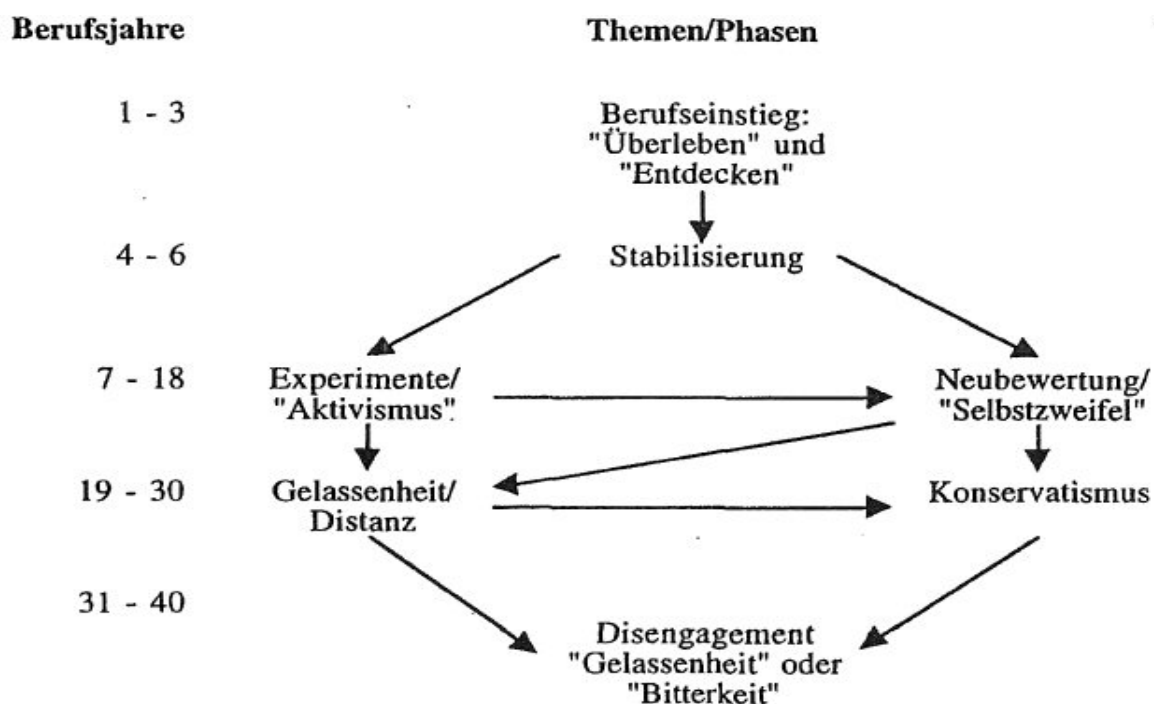 Berufsjahre Themen/Phasen
1 - 3 Berufseinstieg:
"Überleben" und
"Entdecken"
4 - 6 Stabilisierung
7 - 18 Experimente/ Neubewertung/
"Aktivismus" "Selbstzweifel"
19 - 30 Gelassenheit/ Konservatismus
Distanz
31 - 40
Disengagement
"Gelassenheit" oder
"Bitterkeit"